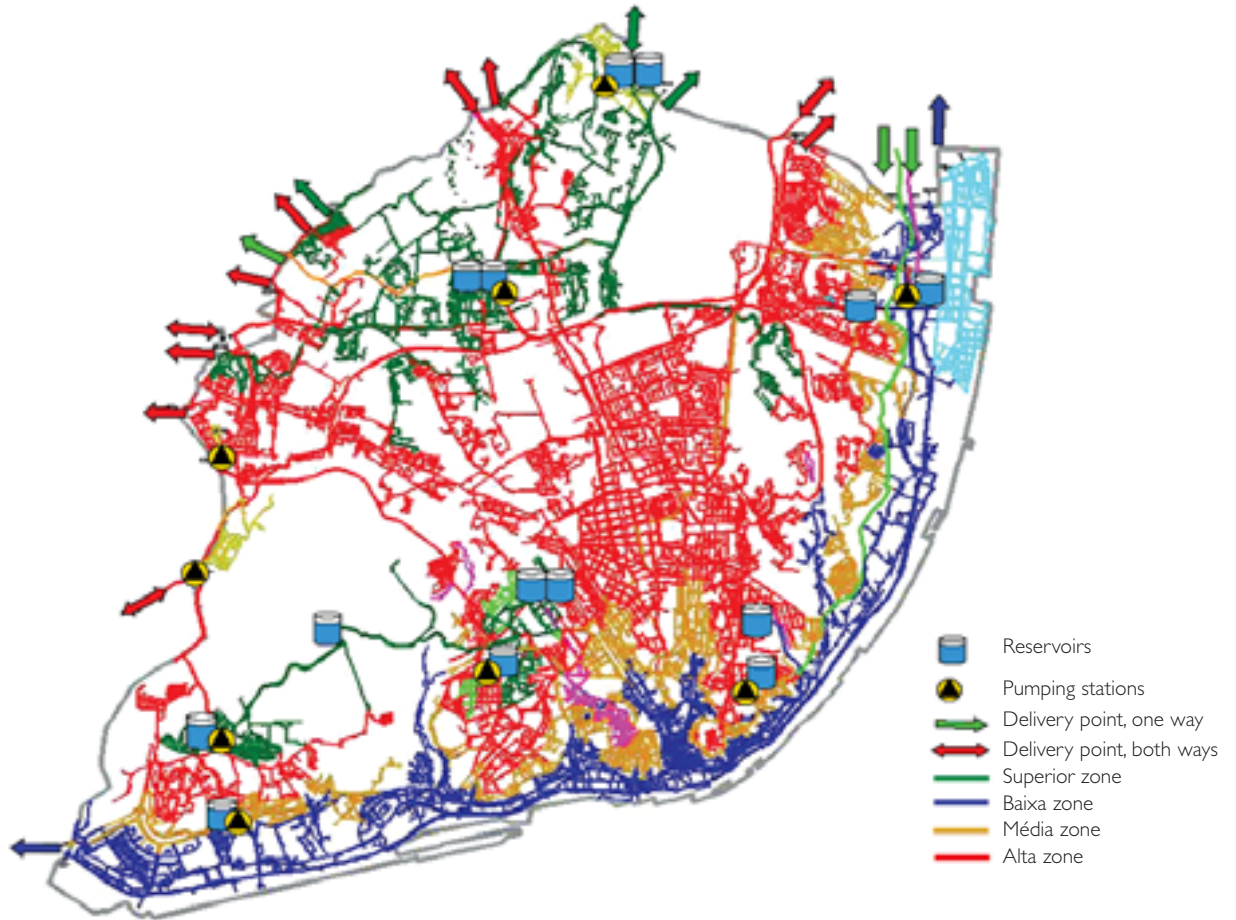 Reservoirs
Pumping stations
Delivery point, one way
Delivery point, both ways
Superior zone
Baixa zone
Média zone
Alta zone